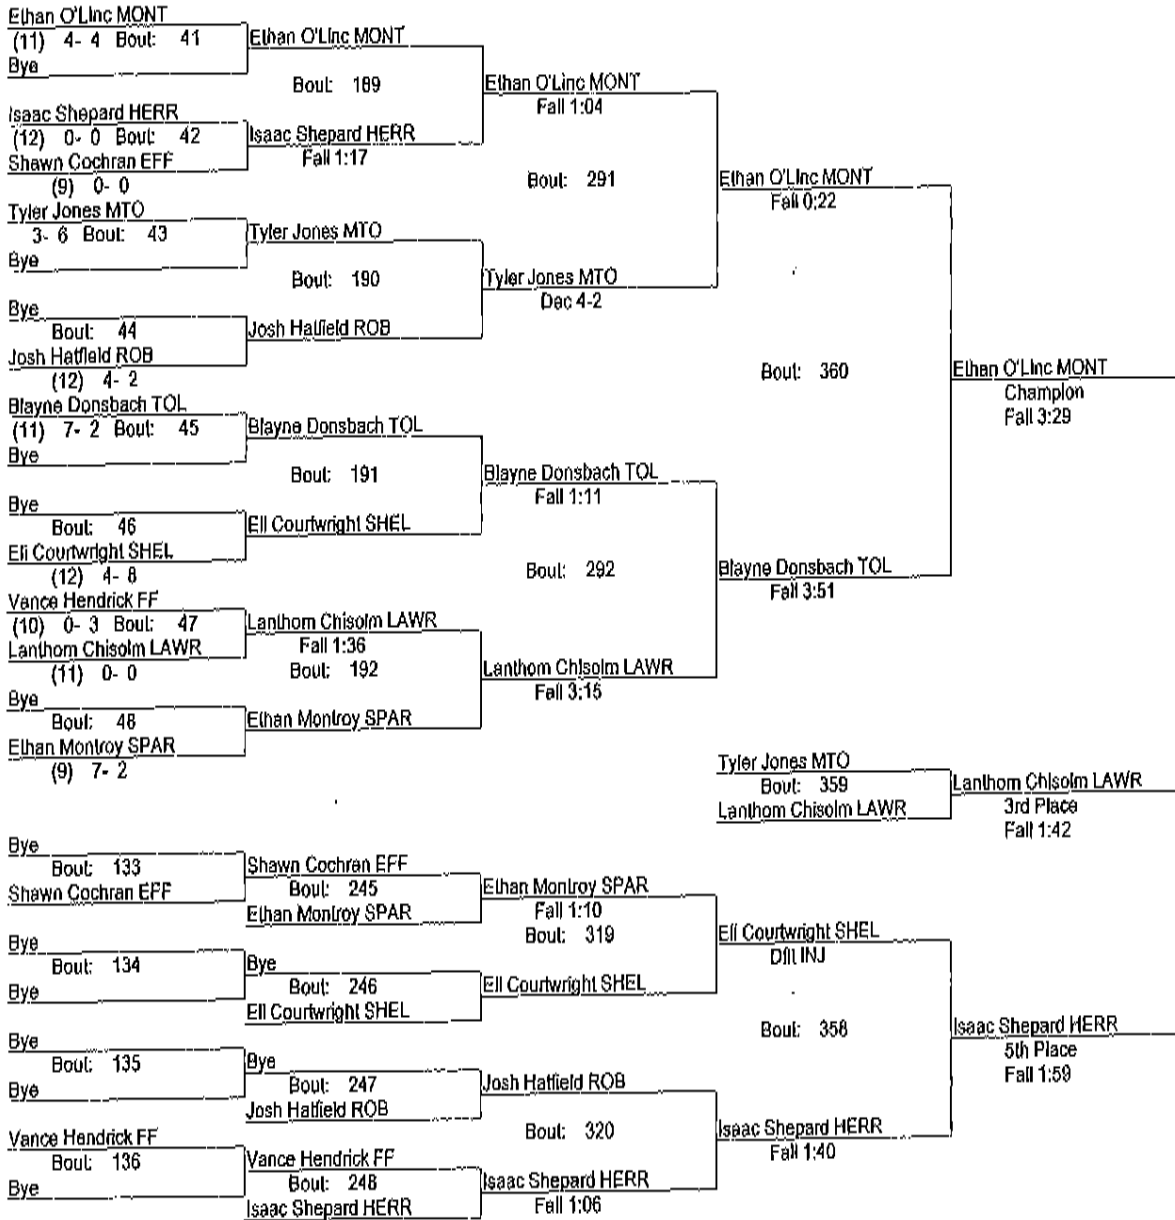 Ethan O'Linc MONT
(11) 4- 4 Bout: 41
Bye
Ethan O'Linc MONT
Bout: 189
Isaac Shepard HERR
(12) 0- 0 Bout: 42
Shawn Cochran EFF
(9) 0- 0
Isaac Shepard HERR
Fall 1:17
Ethan O'Linc MONT
Fall 1:04
Bout: 291
Tyler Jones MTO
3- 6 Bout: 43
Bye
Tyler Jones MTO
Bout: 190
Bye
Bout: 44
Josh Hatfield ROB
(12) 4- 2
Josh Hatfield ROB
Tyler Jones MTO
Dec 4-2
Ethan O'Linc MONT
Fall 0:22
Bout: 360
Blayne Donsbach TOL
(11) 7- 2 Bout: 45
Bye
Blayne Donsbach TOL
Bout: 191
Bye
Bout: 46
Eli Courtwright SHEL
(12) 4- 8
Eli Courtwright SHEL
Blayne Donsbach TOL
Fall 1:11
Bout: 292
Vance Hendrick FF
(10) 0- 3 Bout: 47
Lanthom Chisolm LAWR
(11) 0- 0
Lanthom Chisolm LAWR
Fall 1:36
Bout: 192
Bye
Bout: 48
Ethan Montroy SPAR
(9) 7- 2
Ethan Montroy SPAR
Lanthom Chisolm LAWR
Fall 3:15
Blayne Donsbach TOL
Fall 3:51
Ethan O'Linc MONT
Champion
Fall 3:29
Tyler Jones MTO
Bout: 359
Lanthom Chisolm LAWR
Lanthom Chisolm LAWR
3rd Place
Fall 1:42
Bye
Bout: 133
Shawn Cochran EFF
Shawn Cochran EFF
Bout: 245
Ethan Montroy SPAR
Ethan Montroy SPAR
Fall 1:10
Bout: 319
Bye
Bout: 134
Bye
Bye
Bout: 246
Eli Courtwright SHEL
Eli Courtwright SHEL
Eli Courtwright SHEL
Dflt INJ
Bout: 358
Bye
Bout: 135
Bye
Bye
Bout: 247
Josh Hatfield ROB
Josh Hatfield ROB
Bout: 320
Vance Hendrick FF
Bout: 136
Bye
Vance Hendrick FF
Bout: 248
Isaac Shepard HERR
Isaac Shepard HERR
Fall 1:06
Isaac Shepard HERR
Fall 1:40
Isaac Shepard HERR
5th Place
Fall 1:59